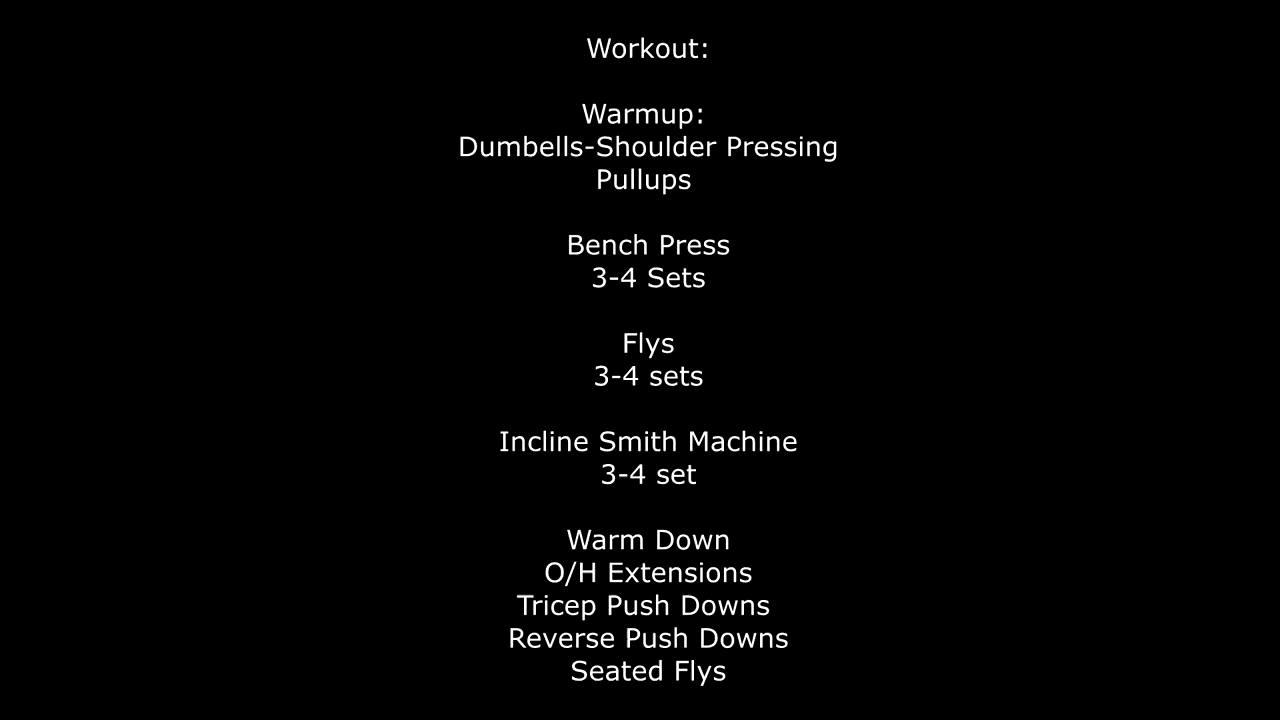 Workout:
Warmup:
Dumbells-Shoulder Pressing
Pullups
Bench Press
3-4 Sets
Flys
3-4 sets
Incline Smith Machine
3-4 set
Warm Down
O/H Extensions
Tricep Push Downs
Reverse Push Downs
Seated Flys